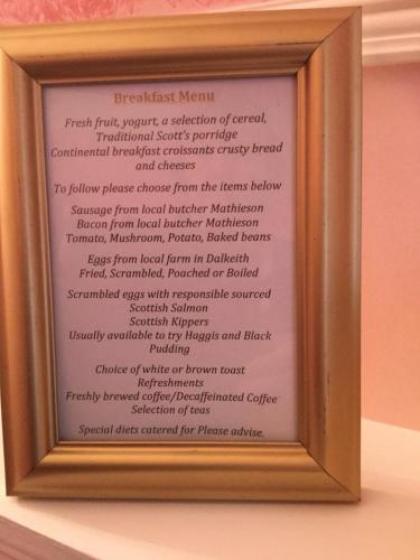 Breakfast Menu
Fresh fruit, yogurt, a selection of cereal,
Traditional Scott's porridge
Continental breakfast croissants crusty bread
and cheeses
To follow please choose from the items below
Sausage from local butcher Mathieson
Bacon from local butcher Mathieson
Tomato, Mushroom, Potato, Baked beans
Eggs from local farm in Dalkeith
Fried, Scrambled, Poached or Boiled
Scrambled eggs with responsible sourced
Scottish Salmon
Scottish Kippers
Usually available to try Haggis and Black
Pudding
Choice of white or brown toast
Refreshments
Freshly brewed coffee/Decaffeinated Coffee
Selection of teas
Special diets catered for Please advise.